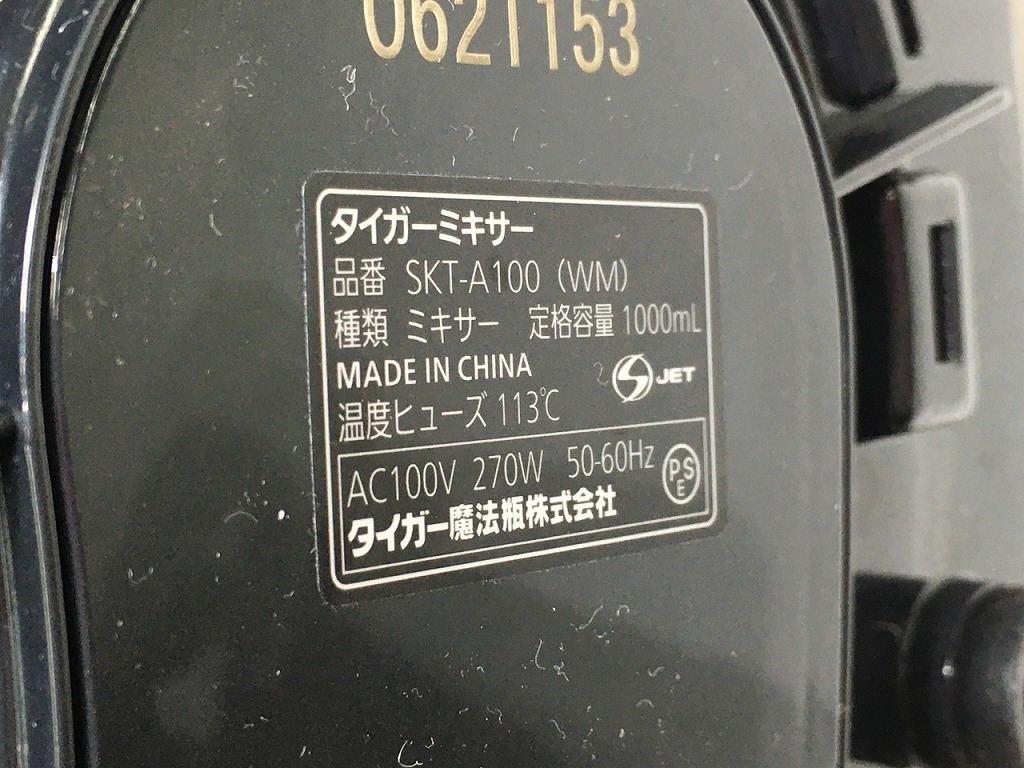 0621153
タイガーミキサー
品番 SKT-A100（WM）
種類 ミキサー 定格容量 1000mL
MADE IN CHINA JET
温度ヒューズ 113℃
AC100V 270W 50-60Hz PSE
タイガー魔法瓶株式会社